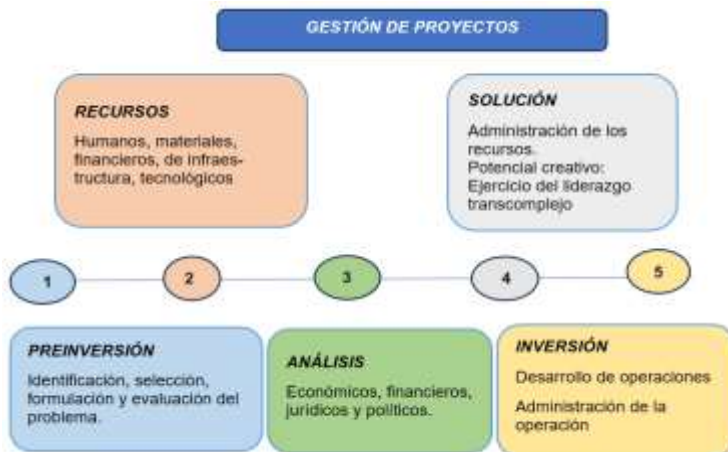 GESTIÓN DE PROYECTOS
RECURSOS
Humanos, materiales,
financieros, de infraes-
tructura, tecnológicos
SOLUCIÓN
Administración de los
recursos.
Potencial creativo:
Ejercicio del liderazgo
transcomplejo
1
2
3
4
5
PREINVERSIÓN
Identificación, selección,
formulación y evaluación del
problema.
ANÁLISIS
Económicos, financieros,
jurídicos y políticos.
INVERSIÓN
Desarrollo de operaciones
Administración de la
operación